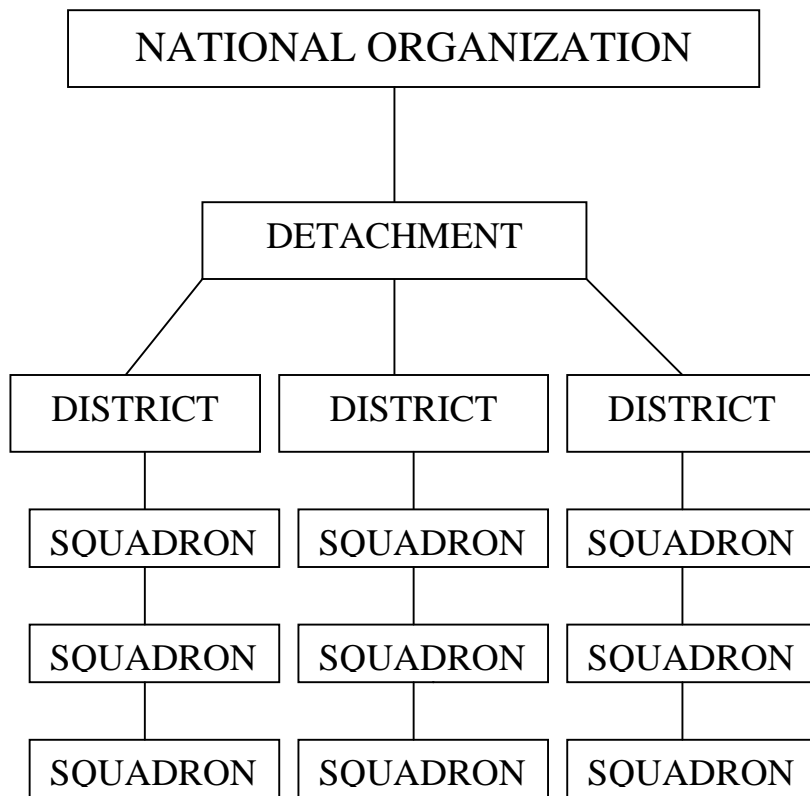 NATIONAL ORGANIZATION
DETACHMENT
DISTRICT DISTRICT DISTRICT
SQUADRON SQUADRON SQUADRON
SQUADRON SQUADRON SQUADRON
SQUADRON SQUADRON SQUADRON